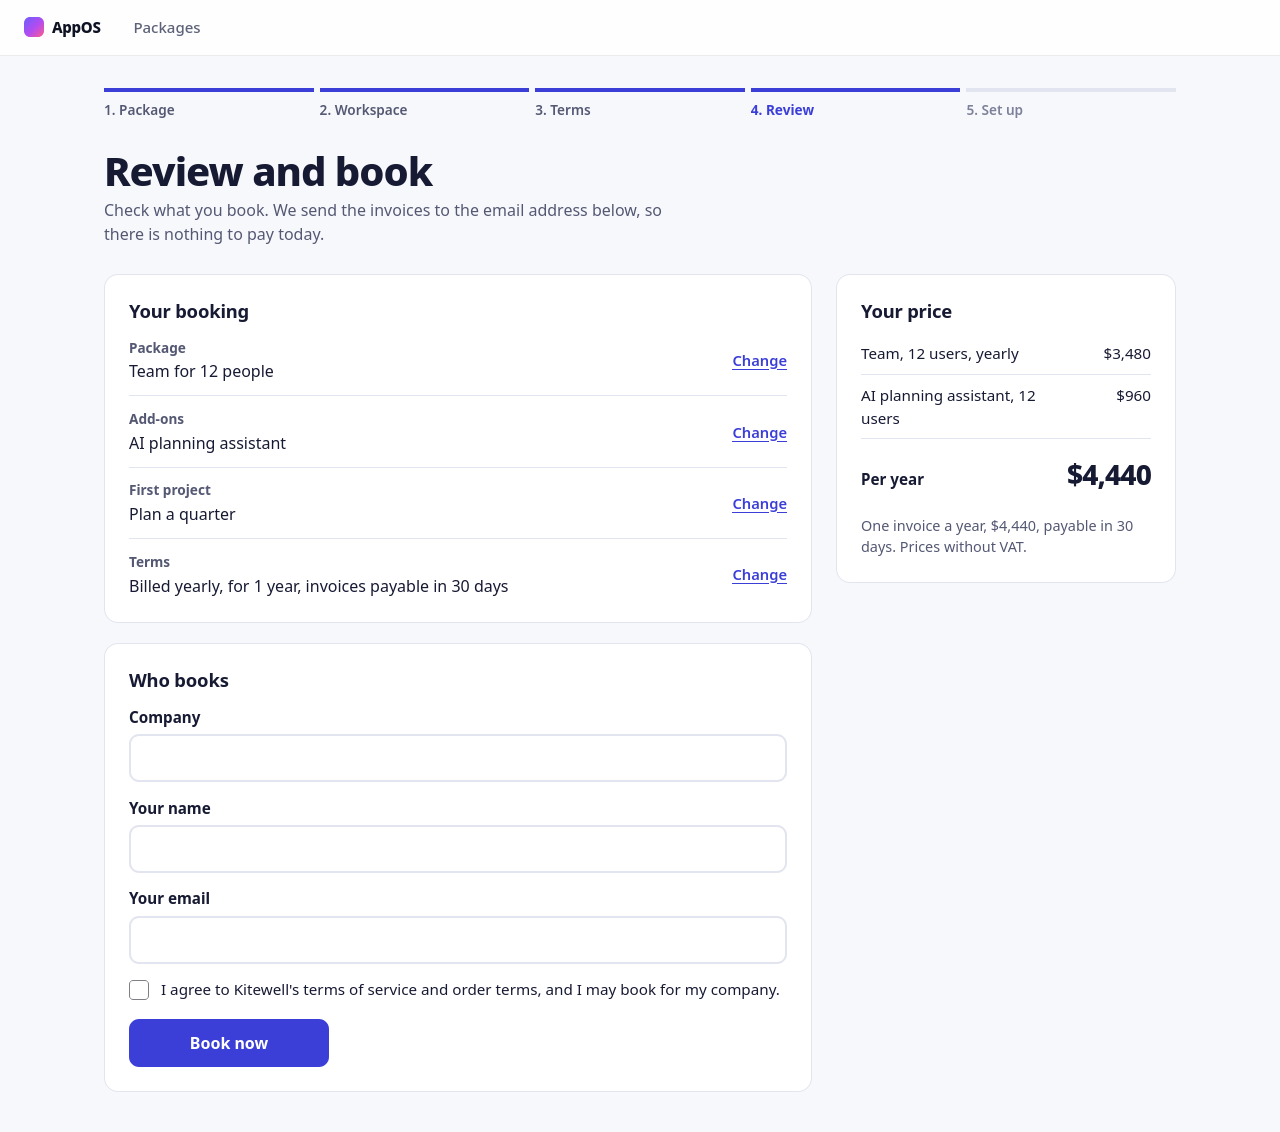 AppOS
Packages
1. Package
2. Workspace
3. Terms
4. Review
5. Set up
Review and book
Check what you book. We send the invoices to the email address below, so
there is nothing to pay today.
Your booking
Package
Team for 12 people
Change
Add-ons
AI planning assistant
Change
First project
Plan a quarter
Change
Terms
Billed yearly, for 1 year, invoices payable in 30 days
Change
Your price
Team, 12 users, yearly $3,480
AI planning assistant, 12 $960
users
Per year $4,440
One invoice a year, $4,440, payable in 30
days. Prices without VAT.
Who books
Company
Your name
Your email
I agree to Kitewell's terms of service and order terms, and I may book for my company.
Book now